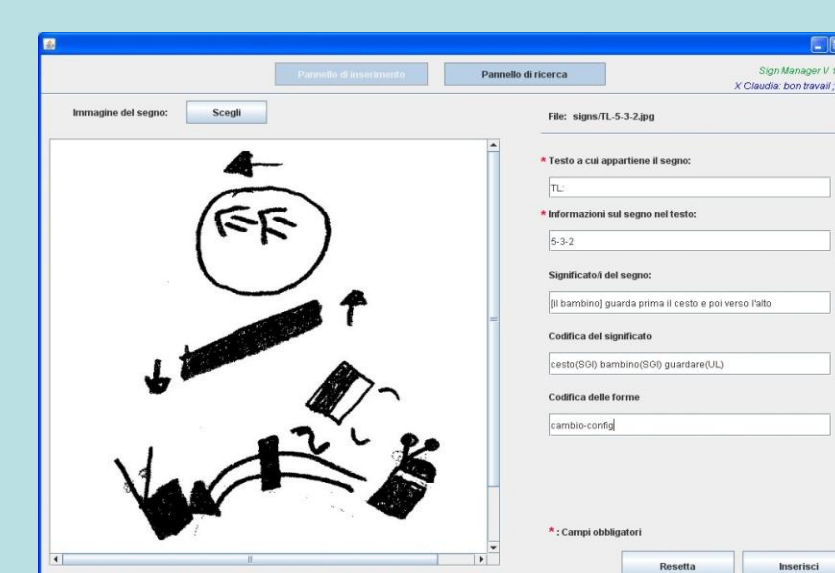 Pannello di inserimento
Pannello di ricerca
Sign Manager V
X Claudia: bon travail ;
Immagine del segno:
Scegli
File: signs/TL-5-3-2.jpg
* Testo a cui appartiene il segno:
TL:
* Informazioni sul segno nel testo:
5-3-2
Significato/i del segno:
[il bambino] guarda prima il cesto e poi verso l'alto
Codifica del significato
cesto(SGI) bambino(SGI) guardare(UL)
Codifica delle forme
cambio-config
* : Campi obbligatori
Resetta
Inserisci